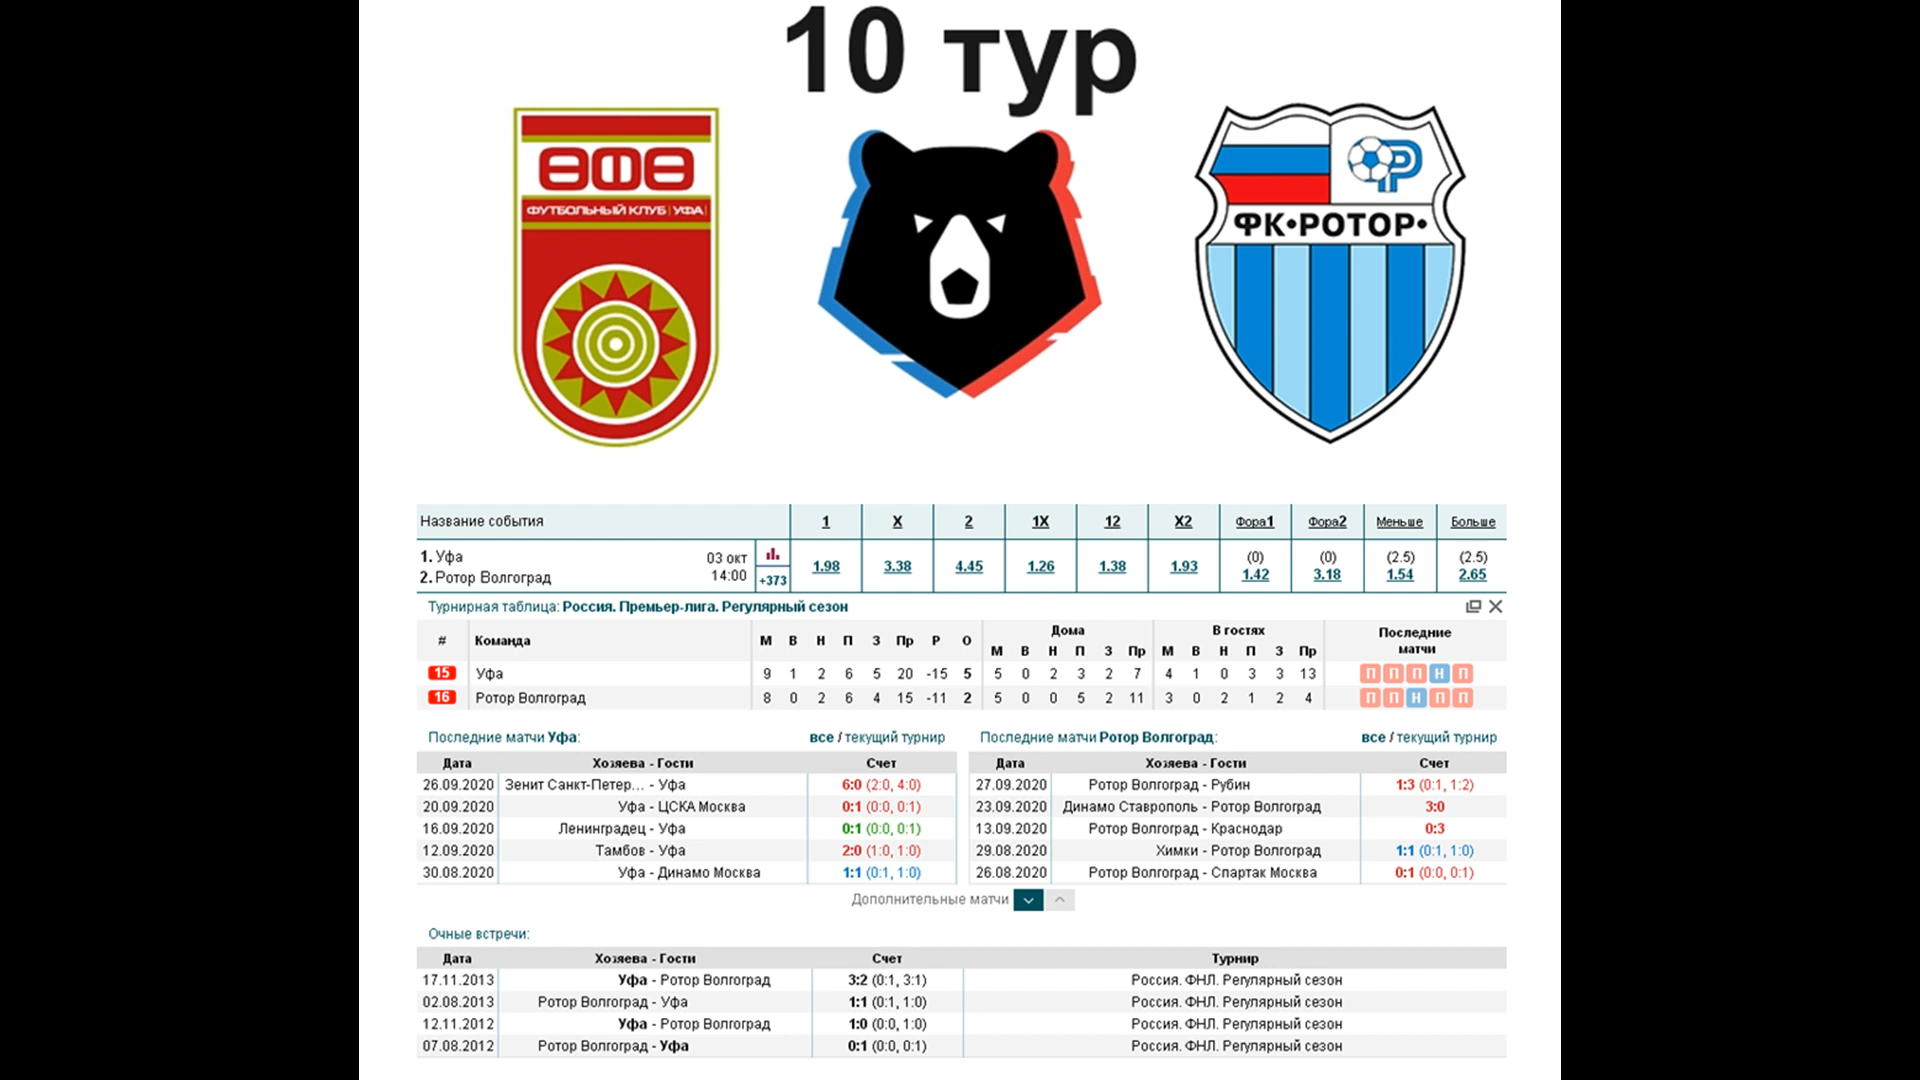 10 тур
ӨФӨ
ФУТБОЛЬНЫЙ КЛУБ | УФА |
ФК•РОТОР•
Название события 1 X 2 1X 12 X2 Фора1 Фора2 Меньше Больше
1. Уфа 03 окт (0) (0) (2.5) (2.5)
2. Ротор Волгоград 14:00 +373 1.98 3.38 4.45 1.26 1.38 1.93 1.42 3.18 1.54 2.65
Турнирная таблица: Россия. Премьер-лига. Регулярный сезон
# Команда М В Н П З Пр Р О Дома М В Н П З Пр В гостях М В Н П З Пр Последние матчи
15 Уфа 9 1 2 6 5 20 -15 5 5 0 2 3 2 7 4 1 0 3 3 13 П П П Н П
16 Ротор Волгоград 8 0 2 6 4 15 -11 2 5 0 0 5 2 11 3 0 2 1 2 4 П П Н П П
Последние матчи Уфа: все / текущий турнир
Дата Хозяева - Гости Счет
26.09.2020 Зенит Санкт-Петер... - Уфа 6:0 (2:0, 4:0)
20.09.2020 Уфа - ЦСКА Москва 0:1 (0:0, 0:1)
16.09.2020 Ленинградец - Уфа 0:1 (0:0, 0:1)
12.09.2020 Тамбов - Уфа 2:0 (1:0, 1:0)
30.08.2020 Уфа - Динамо Москва 1:1 (0:1, 1:0)
Последние матчи Ротор Волгоград: все / текущий турнир
Дата Хозяева - Гости Счет
27.09.2020 Ротор Волгоград - Рубин 1:3 (0:1, 1:2)
23.09.2020 Динамо Ставрополь - Ротор Волгоград 3:0
13.09.2020 Ротор Волгоград - Краснодар 0:3
29.08.2020 Химки - Ротор Волгоград 1:1 (0:1, 1:0)
26.08.2020 Ротор Волгоград - Спартак Москва 0:1 (0:0, 0:1)
Дополнительные матчи
Очные встречи:
Дата Хозяева - Гости Счет Турнир
17.11.2013 Уфа - Ротор Волгоград 3:2 (0:1, 3:1) Россия. ФНЛ. Регулярный сезон
02.08.2013 Ротор Волгоград - Уфа 1:1 (0:1, 1:0) Россия. ФНЛ. Регулярный сезон
12.11.2012 Уфа - Ротор Волгоград 1:0 (0:0, 1:0) Россия. ФНЛ. Регулярный сезон
07.08.2012 Ротор Волгоград - Уфа 0:1 (0:0, 0:1) Россия. ФНЛ. Регулярный сезон